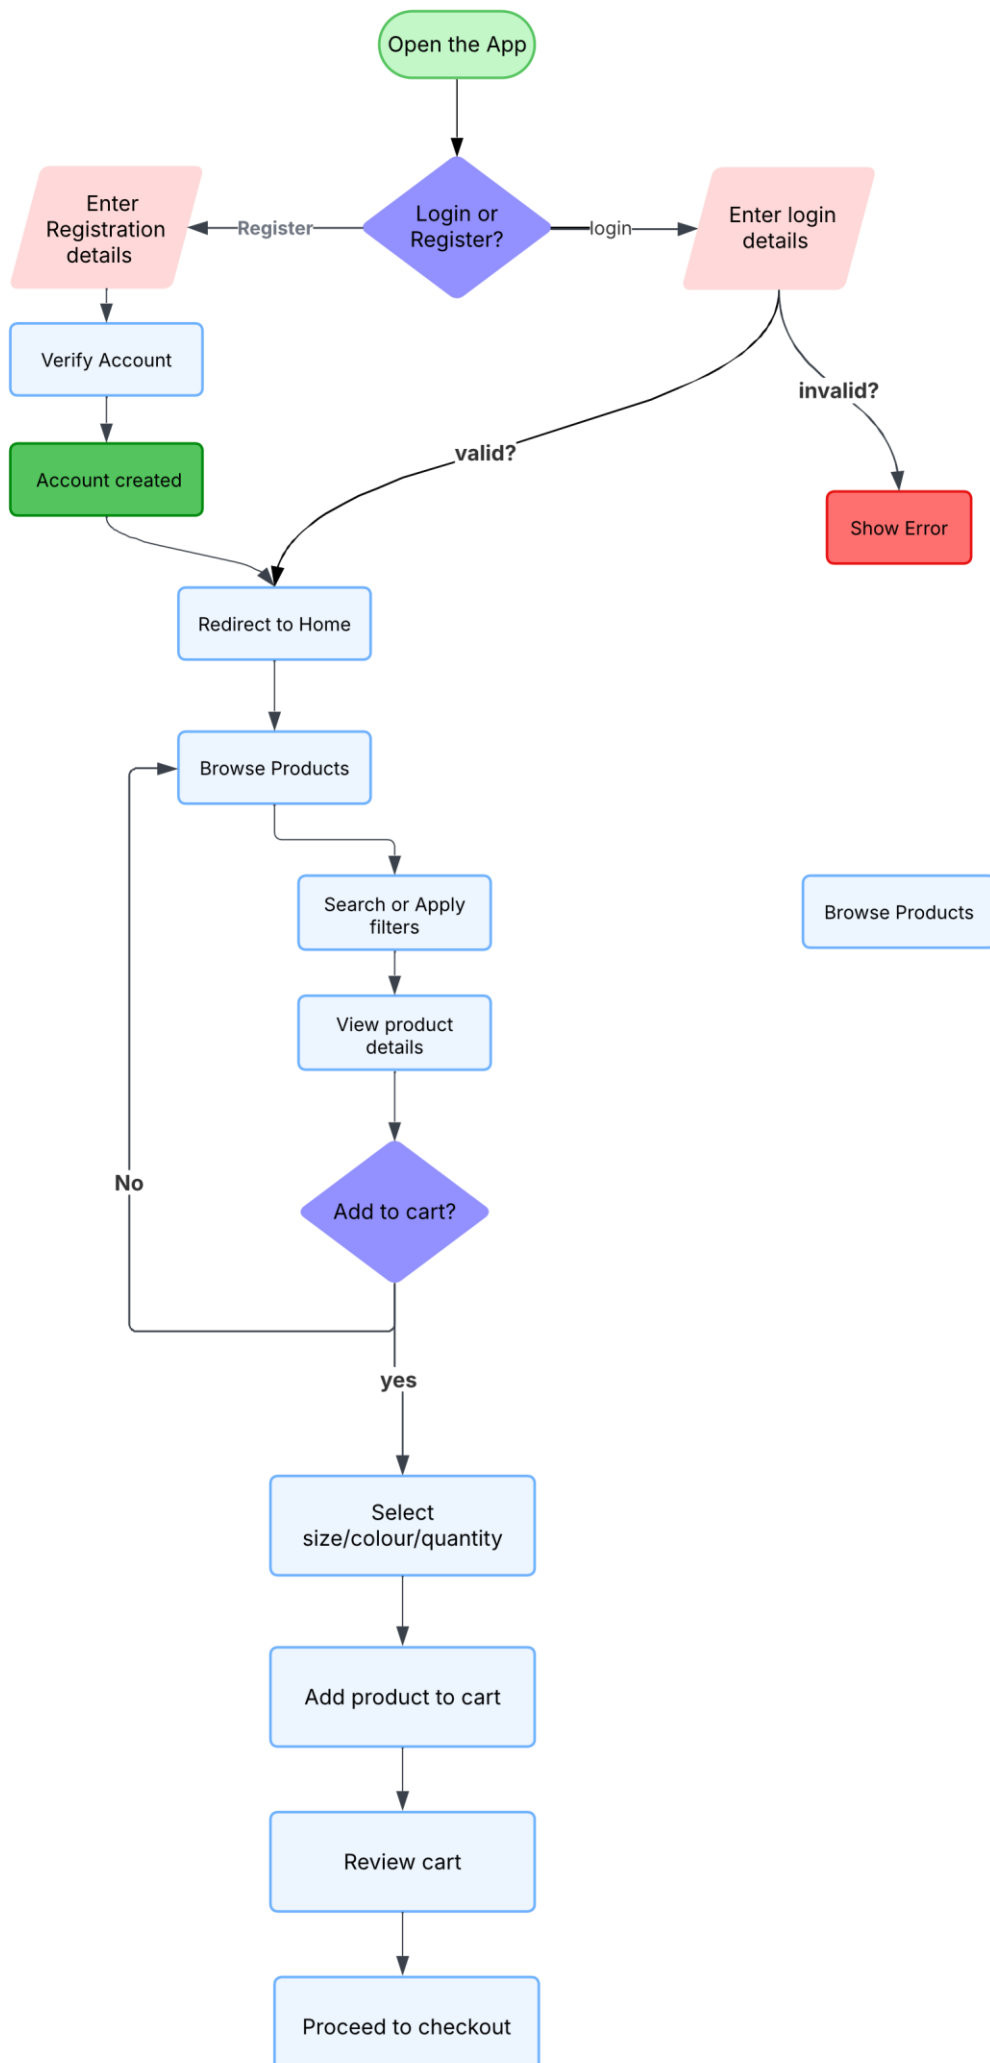 Open the App
Login or
Register?
Register
login
Enter
Registration
details
Enter login
details
Verify Account
invalid?
valid?
Account created
Show Error
Redirect to Home
Browse Products
Search or Apply
filters
Browse Products
View product
details
No
Add to cart?
yes
Select
size/colour/quantity
Add product to cart
Review cart
Proceed to checkout